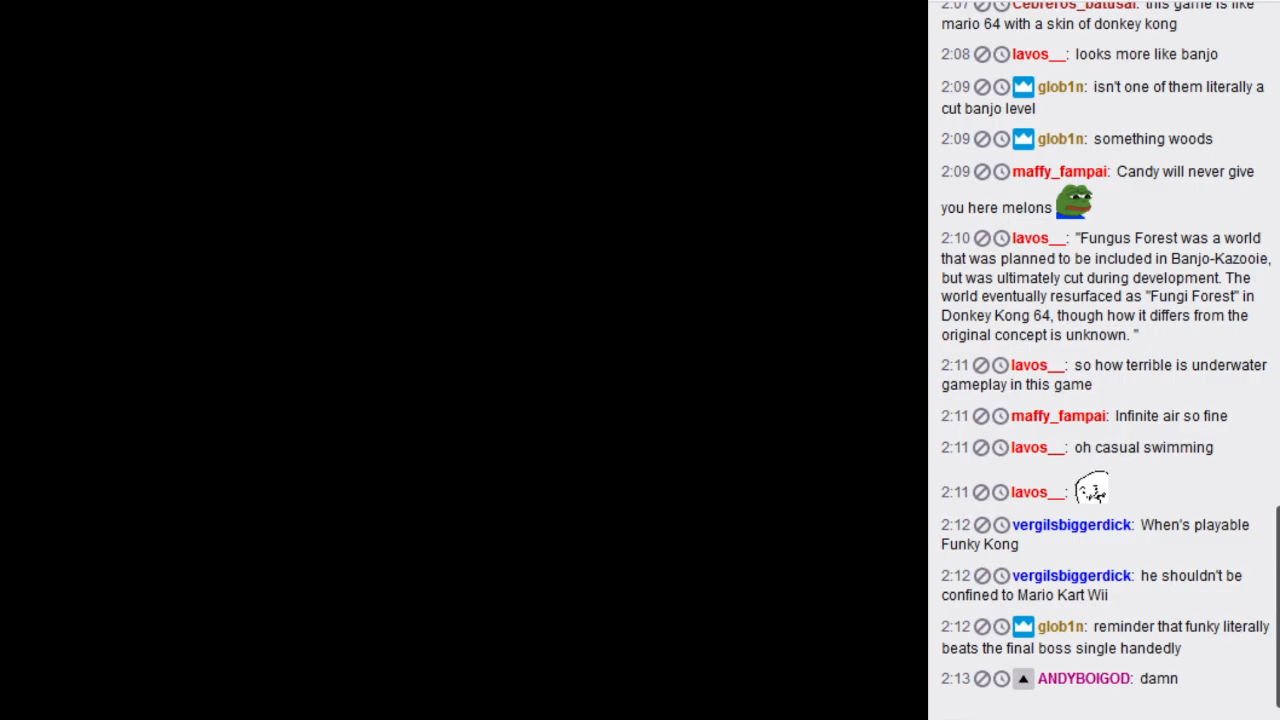 2:07 Cebreros_batusai: this game is like
mario 64 with a skin of donkey kong
2:08 lavos__: looks more like banjo
2:09 glob1n: isn't one of them literally a
cut banjo level
2:09 glob1n: something woods
2:09 maffy_fampai: Candy will never give
you here melons
2:10 lavos__: "Fungus Forest was a world
that was planned to be included in Banjo-Kazooie,
but was ultimately cut during development. The
world eventually resurfaced as "Fungi Forest" in
Donkey Kong 64, though how it differs from the
original concept is unknown. "
2:11 lavos__: so how terrible is underwater
gameplay in this game
2:11 maffy_fampai: Infinite air so fine
2:11 lavos__: oh casual swimming
2:11 lavos__:
2:12 vergilsbiggerdick: When's playable
Funky Kong
2:12 vergilsbiggerdick: he shouldn't be
confined to Mario Kart Wii
2:12 glob1n: reminder that funky literally
beats the final boss single handedly
2:13 ANDYBOIGOD: damn